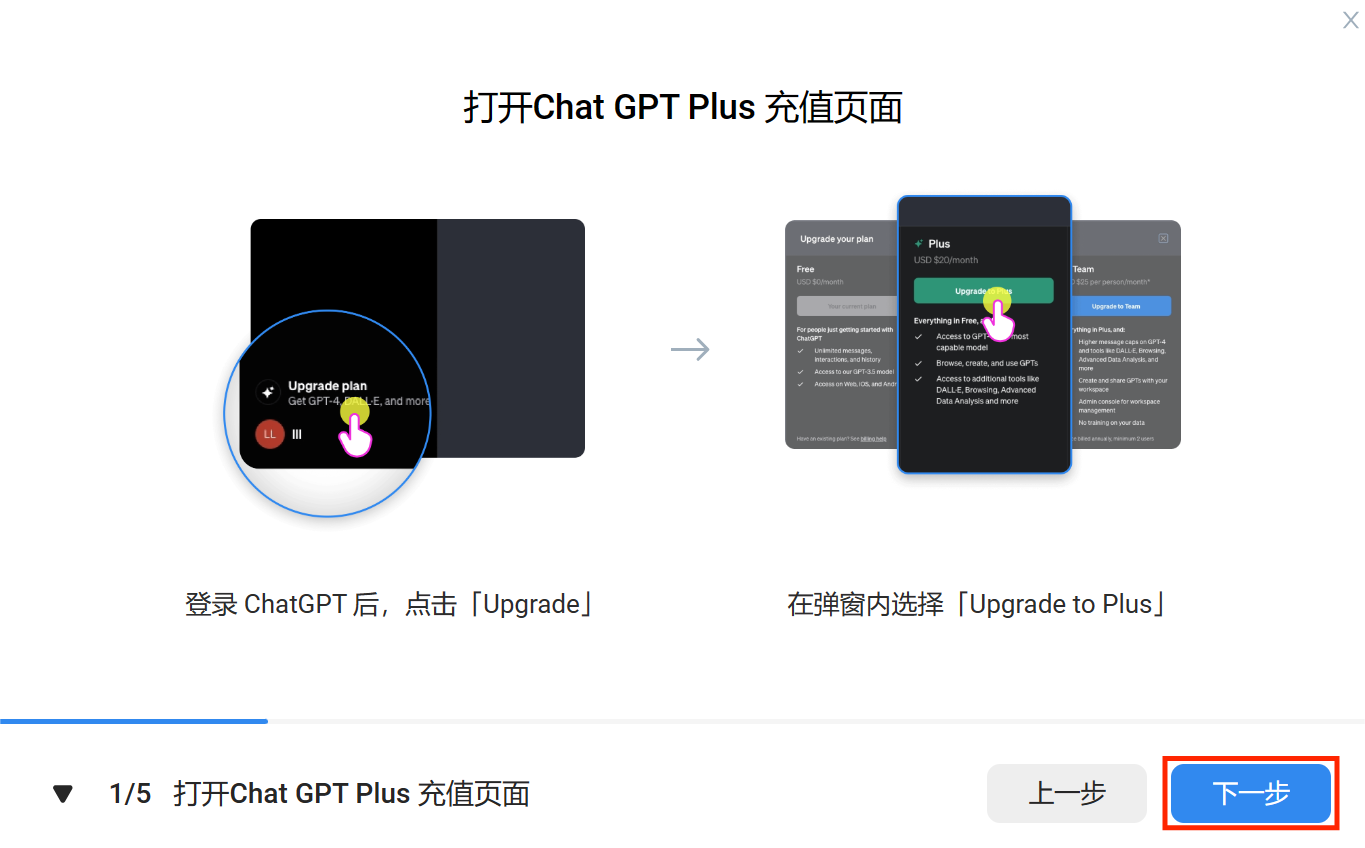 X
打开Chat GPT Plus 充值页面
Upgrade plan
Get GPT-4, DALL·E, and more
LL
lll
Upgrade your plan
Free
USD $0/month
Your current plan
For people just getting started with
ChatGPT
Unlimited messages,
interactions, and history
Access to our GPT-3.5 model
Access on Web, iOS, and Andr
Have an existing plan? See billing help
Plus
USD $20/month
Upgrade to Plus
Everything in Free,
Access to GPT- most
capable model
Browse, create, and use GPTs
Access to additional tools like
DALL·E, Browsing, Advanced
Data Analysis and more
Team
$25 per person/month*
Upgrade to Team
rything in Plus, and:
Higher message caps on GPT-4
and tools like DALL·E, Browsing,
Advanced Data Analysis, and
more
Create and share GPTs with your
workspace
Admin console for workspace
management
No training on your data
billed annually, minimum 2 users
登录 ChatGPT 后，点击「Upgrade」
在弹窗内选择「Upgrade to Plus」
1/5 打开Chat GPT Plus 充值页面
上一步
下一步